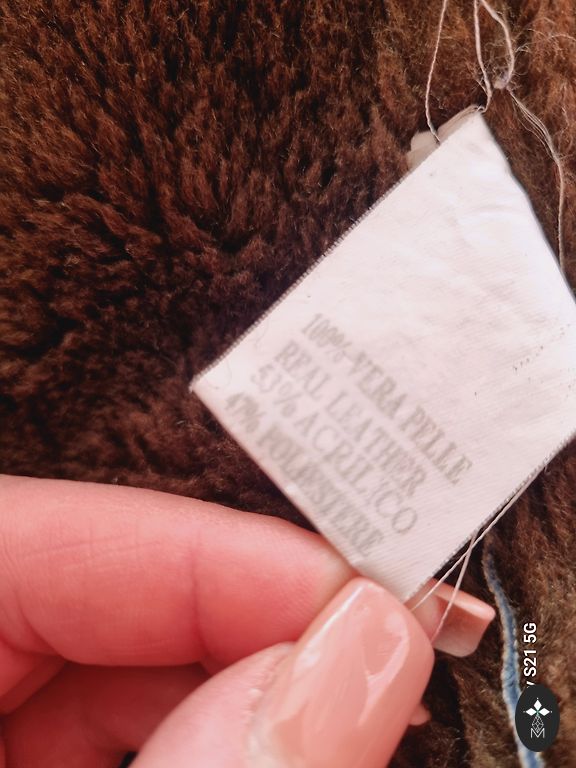 100% VERA PELLE
REAL LEATHER
53% ACRILICO
47% POLIESTERE
S21 5G
M